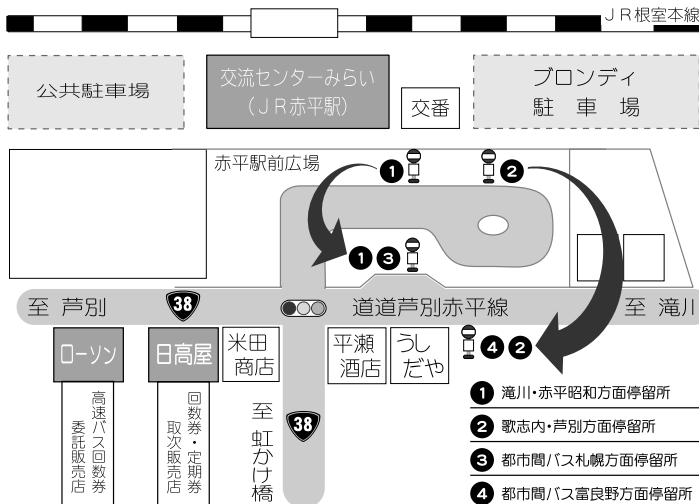 JR根室本線
公共駐車場
交流センターみらい
(JR赤平駅)
交番
ブロンディ
駐車場
赤平駅前広場
1
2
1 3
至 芦別
38
道道芦別赤平線
至 滝川
ローソン
日高屋
米田
商店
平瀬
酒店
うし
だや
4 2
高速バス回数券
委託販売店
回数券・定期券
取次販売店
至 虹かけ橋
38
1 滝川・赤平昭和方面停留所
2 歌志内・芦別方面停留所
3 都市間バス札幌方面停留所
4 都市間バス富良野方面停留所